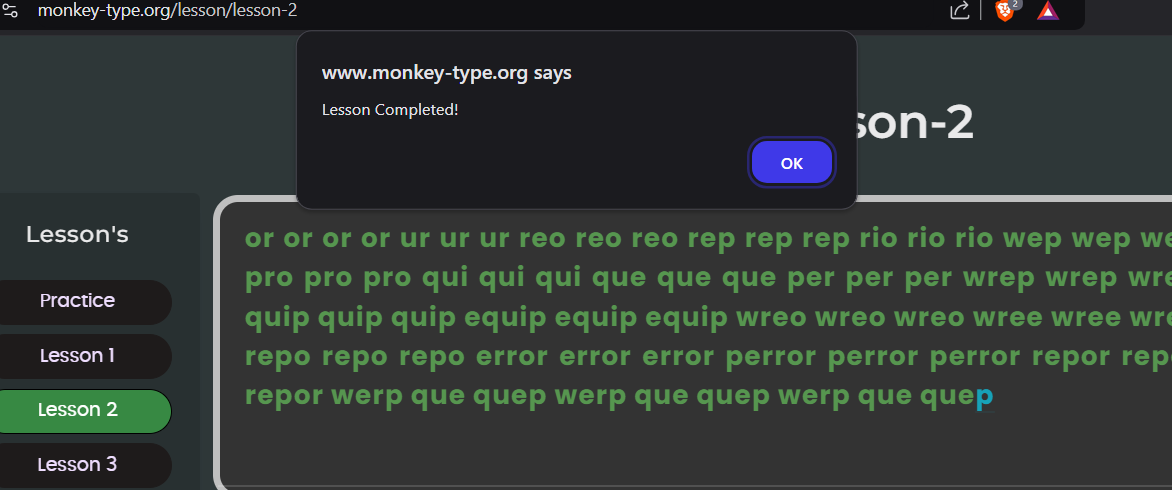 monkey-type.org/lesson/lesson-2
2
www.monkey-type.org says
Lesson Completed!
OK
son-2
Lesson's
Practice
Lesson 1
Lesson 2
Lesson 3
or or or or ur ur ur reo reo reo rep rep rep rio rio rio wep wep we
pro pro pro qui qui qui que que que per per per wrep wrep wre
quip quip quip equip equip equip wreo wreo wreo wree wree wre
repo repo repo error error error perror perror perror repor rep
repor werp que quep werp que quep werp que quep